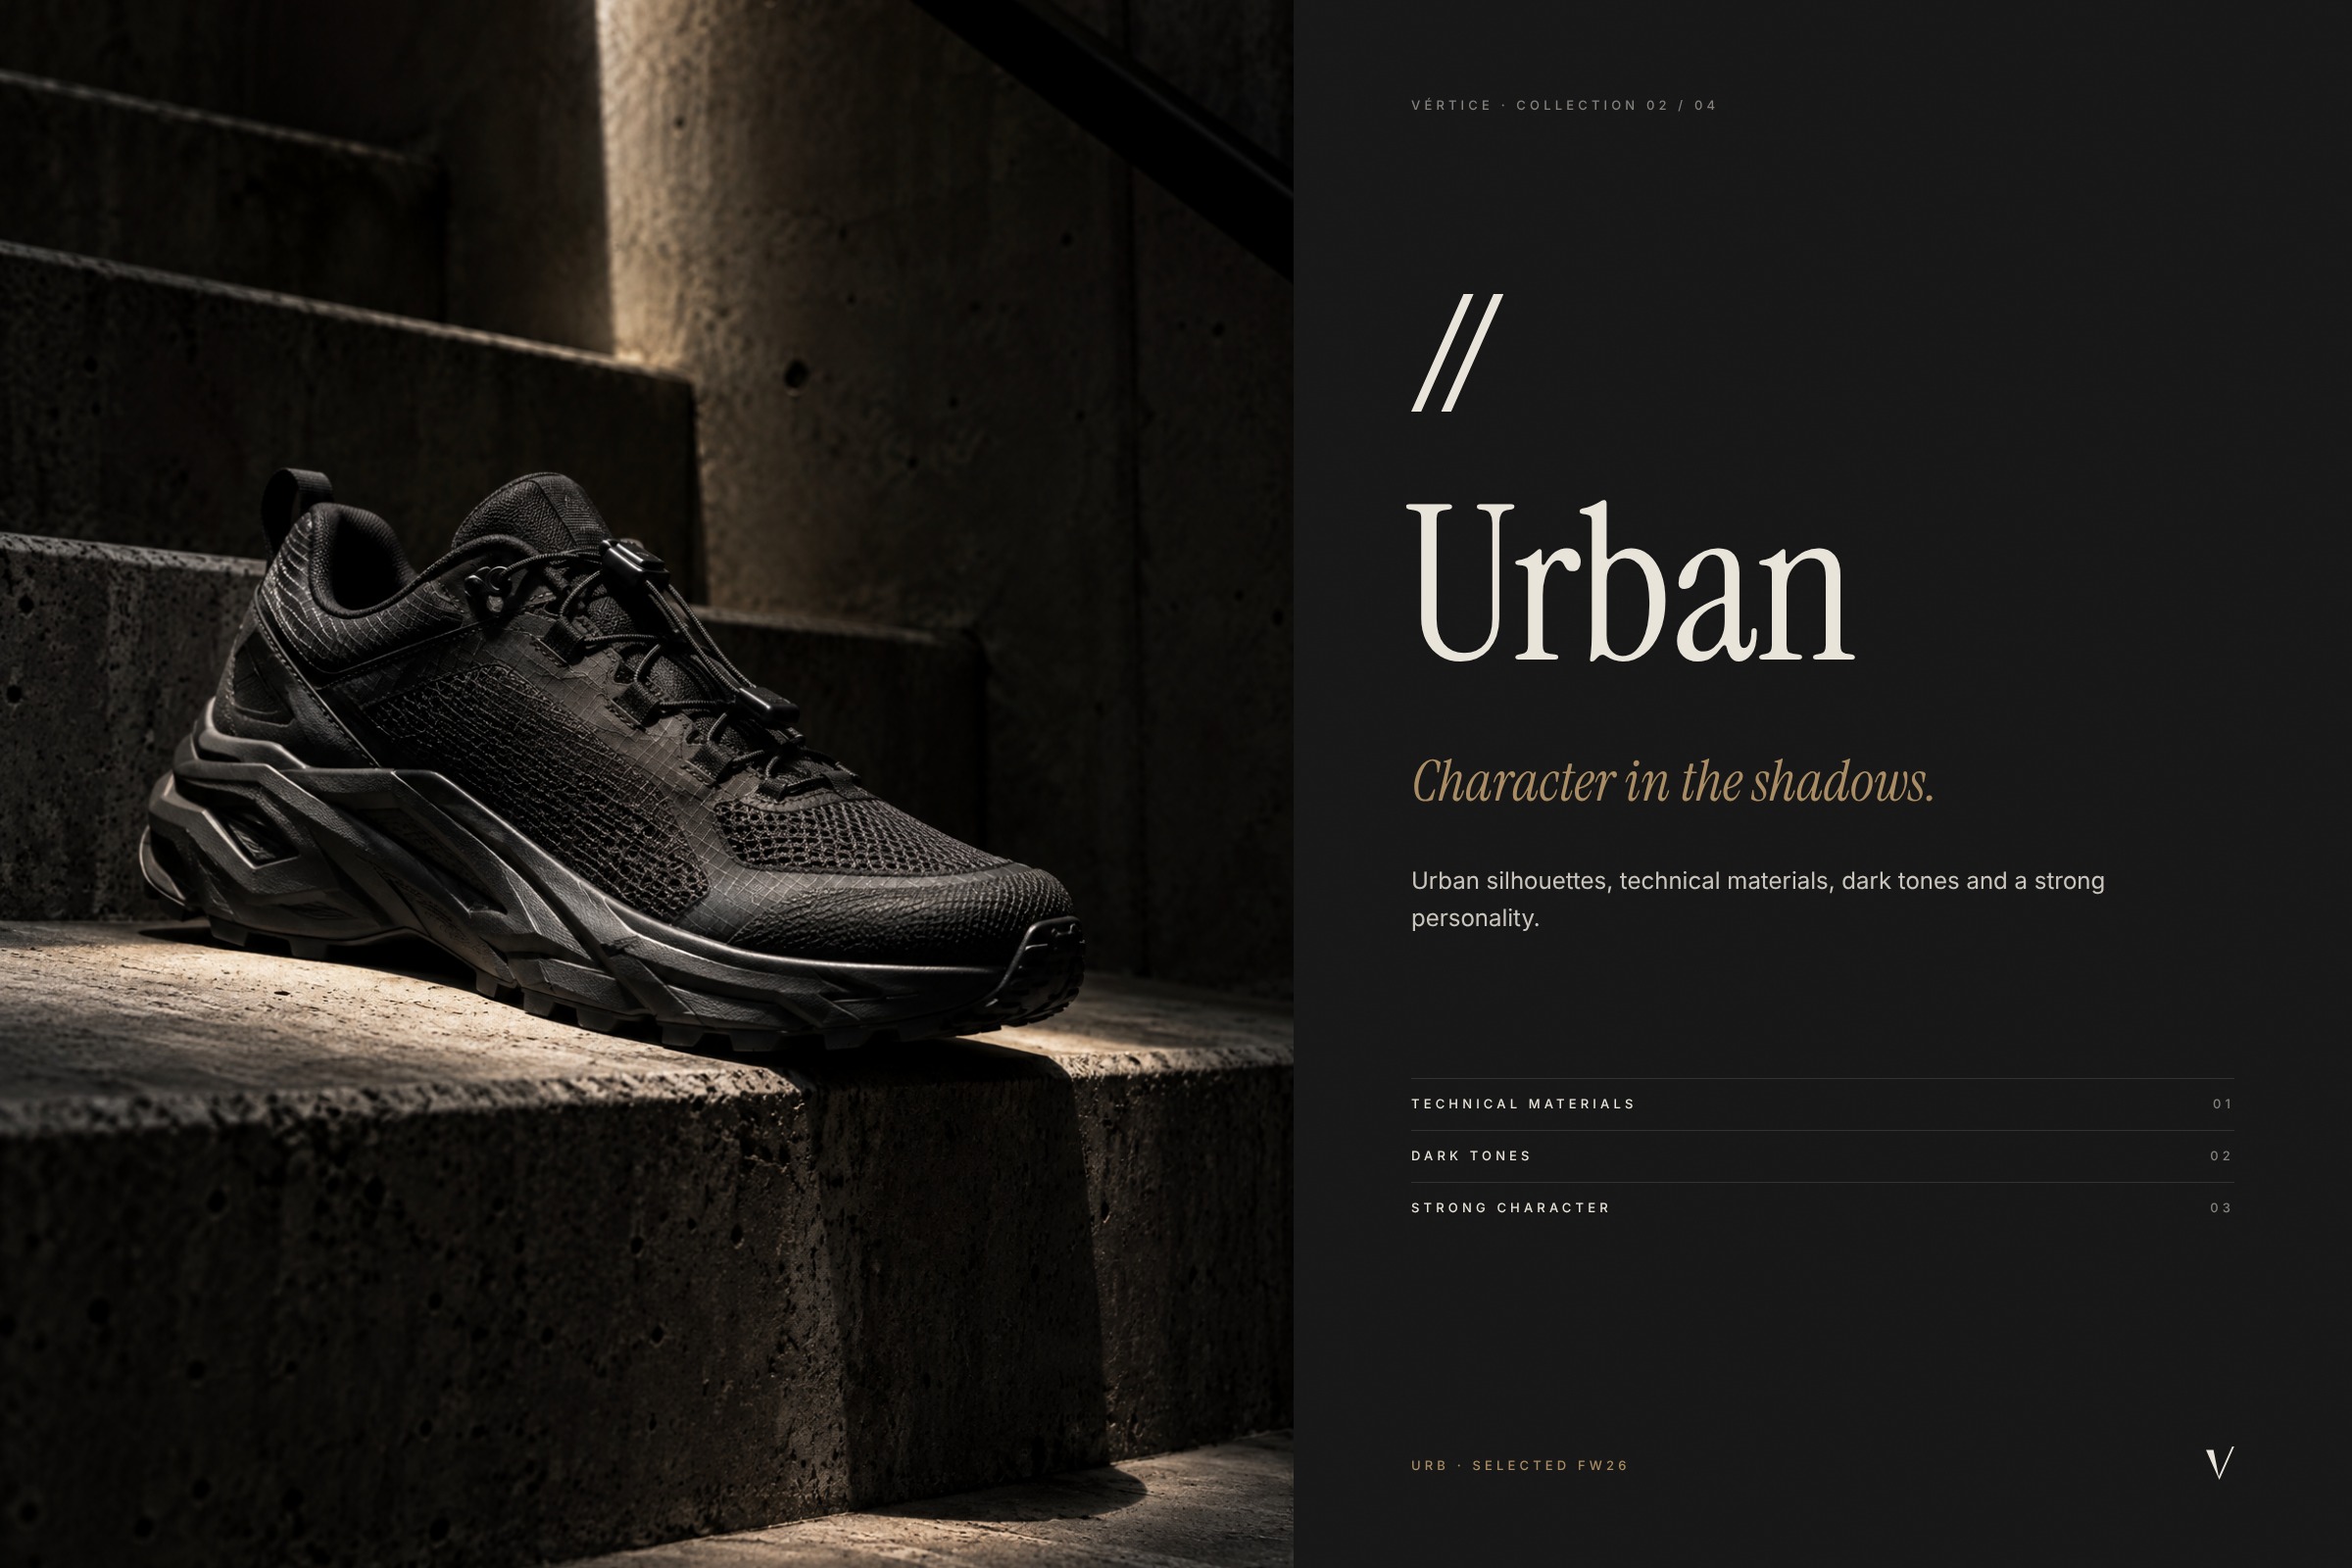 VÉRTICE · COLLECTION 02 / 04
//
Urban
Character in the shadows.
Urban silhouettes, technical materials, dark tones and a strong
personality.
TECHNICAL MATERIALS 01
DARK TONES 02
STRONG CHARACTER 03
URB · SELECTED FW26
V